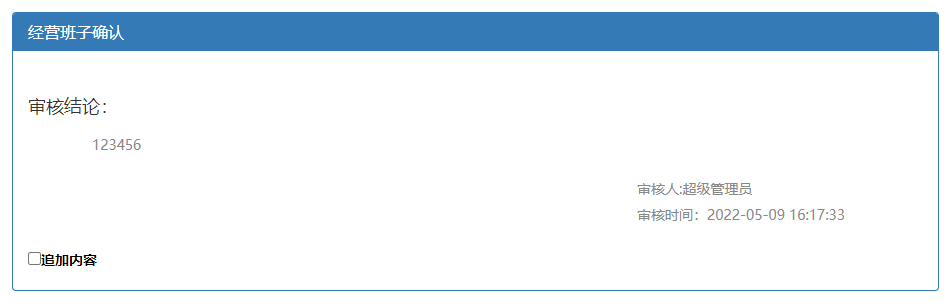 经营班子确认
审核结论：
123456
审核人:超级管理员
审核时间：2022-05-09 16:17:33
追加内容